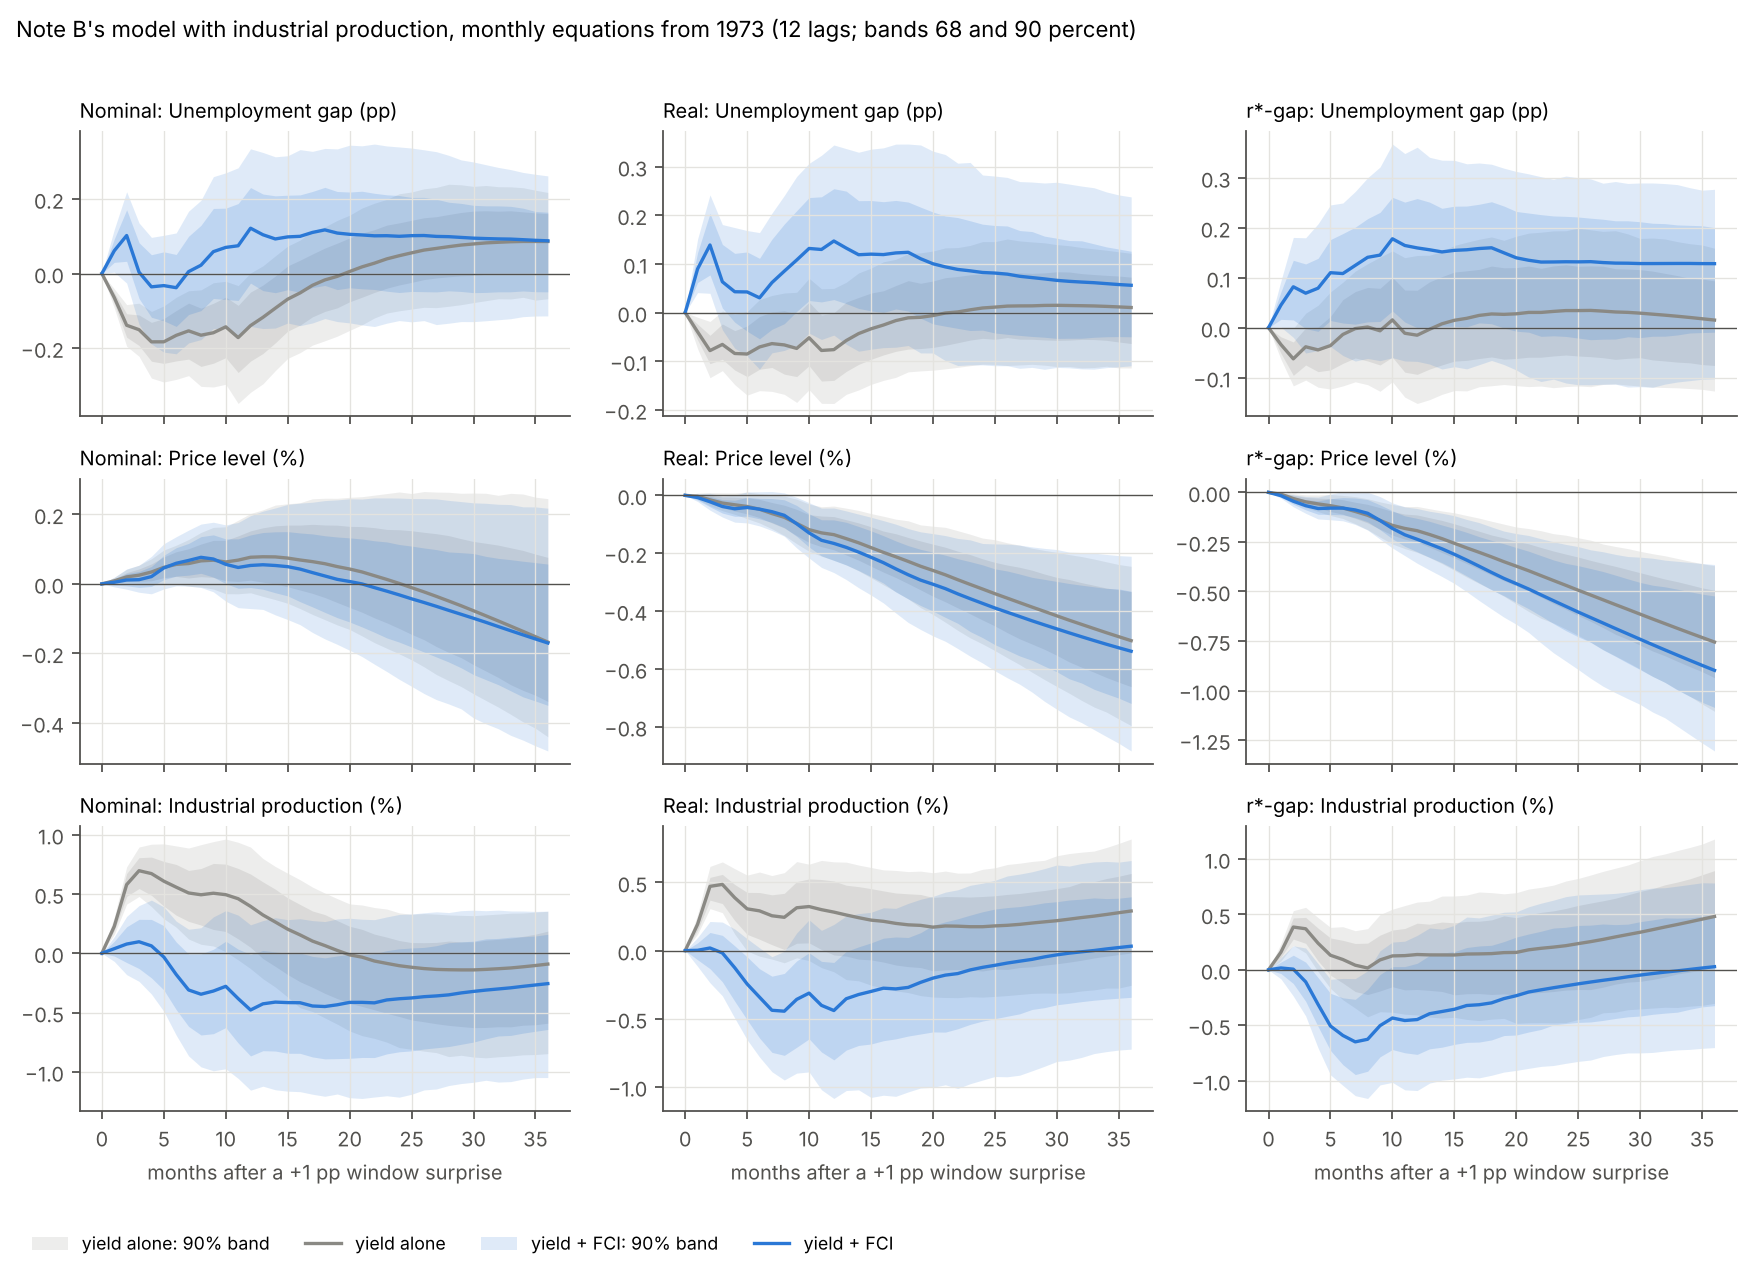 Note B's model with industrial production, monthly equations from 1973 (12 lags; bands 68 and 90 percent)
Nominal: Unemployment gap (pp)
0.2
0.0
−0.2
Real: Unemployment gap (pp)
0.3
0.2
0.1
0.0
−0.1
−0.2
r*-gap: Unemployment gap (pp)
0.3
0.2
0.1
0.0
−0.1
Nominal: Price level (%)
0.2
0.0
−0.2
−0.4
Real: Price level (%)
0.0
−0.2
−0.4
−0.6
−0.8
r*-gap: Price level (%)
0.00
−0.25
−0.50
−0.75
−1.00
−1.25
Nominal: Industrial production (%)
1.0
0.5
0.0
−0.5
−1.0
0 5 10 15 20 25 30 35
months after a +1 pp window surprise
Real: Industrial production (%)
0.5
0.0
−0.5
−1.0
0 5 10 15 20 25 30 35
months after a +1 pp window surprise
r*-gap: Industrial production (%)
1.0
0.5
0.0
−0.5
−1.0
0 5 10 15 20 25 30 35
months after a +1 pp window surprise
yield alone: 90% band yield alone yield + FCI: 90% band yield + FCI